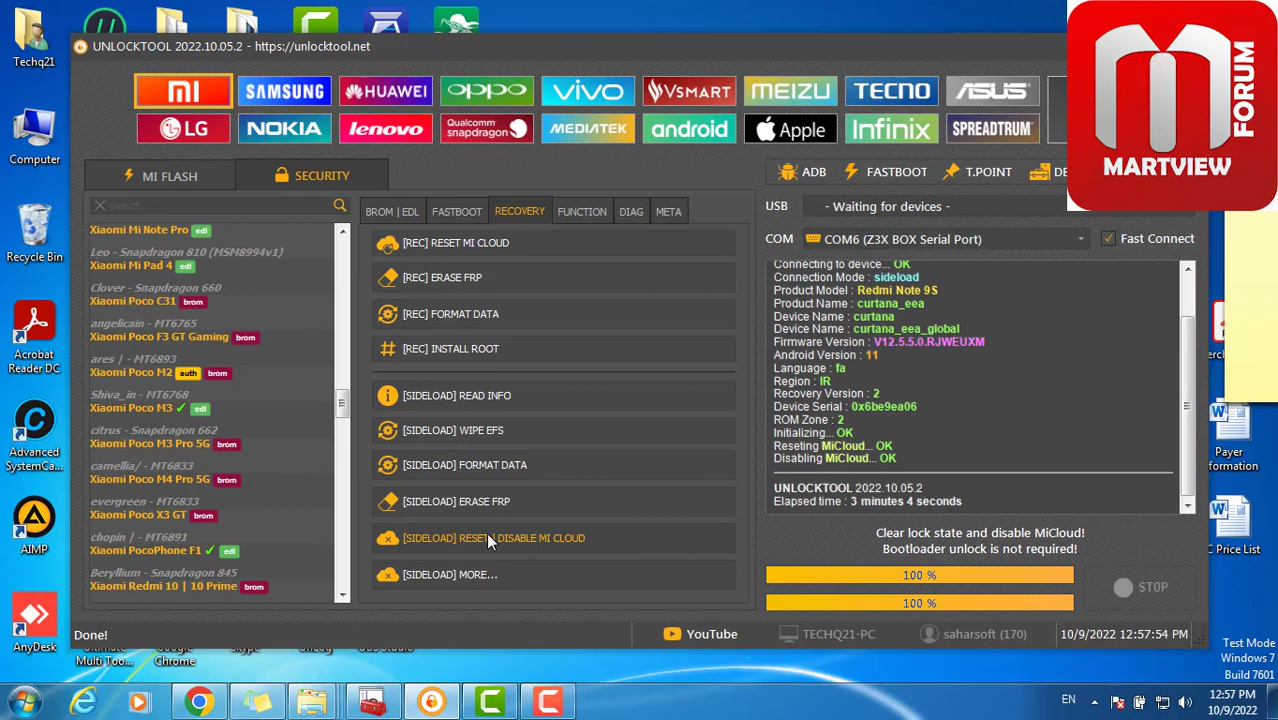 UNLOCKTOOL 2022.10.05.2 - https://unlocktool.net
mi SAMSUNG HUAWEI oppo vivo VSMART MEIZU TECNO ASUS
LG NOKIA lenovo Qualcomm snapdragon MEDIATEK android Apple Infinix SPREADTRUM
M FORUM
MARTVIEW
Techq21
Computer
Recycle Bin
Acrobat
Reader DC
Advanced
SystemCa...
AIMP
AnyDesk
MI FLASH SECURITY
Search...
Xiaomi Mi Note Pro edl
Leo - Snapdragon 810 (MSM8994v1)
Xiaomi Mi Pad 4 edl
Clover - Snapdragon 660
Xiaomi Poco C31 brom
angelicain - MT6765
Xiaomi Poco F3 GT Gaming brom
ares | - MT6893
Xiaomi Poco M2 auth brom
Shiva_in - MT6768
Xiaomi Poco M3 ✓ edl
citrus - Snapdragon 662
Xiaomi Poco M3 Pro 5G brom
camellia/ - MT6833
Xiaomi Poco M4 Pro 5G brom
evergreen - MT6833
Xiaomi Poco X3 GT brom
chopin | - MT6891
Xiaomi PocoPhone F1 ✓ edl
Beryllium - Snapdragon 845
Xiaomi Redmi 10 | 10 Prime brom
BROM | EDL FASTBOOT RECOVERY FUNCTION DIAG META
[REC] RESET MI CLOUD
[REC] ERASE FRP
[REC] FORMAT DATA
[REC] INSTALL ROOT
[SIDELOAD] READ INFO
[SIDELOAD] WIPE EFS
[SIDELOAD] FORMAT DATA
[SIDELOAD] ERASE FRP
[SIDELOAD] RESET DISABLE MI CLOUD
[SIDELOAD] MORE...
ADB FASTBOOT T.POINT DE
USB - Waiting for devices -
COM COM6 (Z3X BOX Serial Port) Fast Connect
Connecting to device... OK
Connection Mode : sideload
Product Model : Redmi Note 9S
Product Name : curtana_eea
Device Name : curtana
Device Name : curtana_eea_global
Firmware Version : V12.5.5.0.RJWEUXM
Android Version : 11
Language : fa
Region : IR
Recovery Version : 2
Device Serial : 0x6be9ea06
ROM Zone : 2
Initializing... OK
Reseting MiCloud... OK
Disabling MiCloud... OK
UNLOCKTOOL 2022.10.05.2
Elapsed time : 3 minutes 4 seconds
Clear lock state and disable MiCloud!
Bootloader unlock is not required!
100 %
100 %
STOP
Done! YouTube TECHQ21-PC saharsoft (170) 10/9/2022 12:57:54 PM
Payer
formation
C Price List
Multi Too... Chrome
Test Mode
Windows 7
Build 7601
EN 12:57 PM
10/9/2022